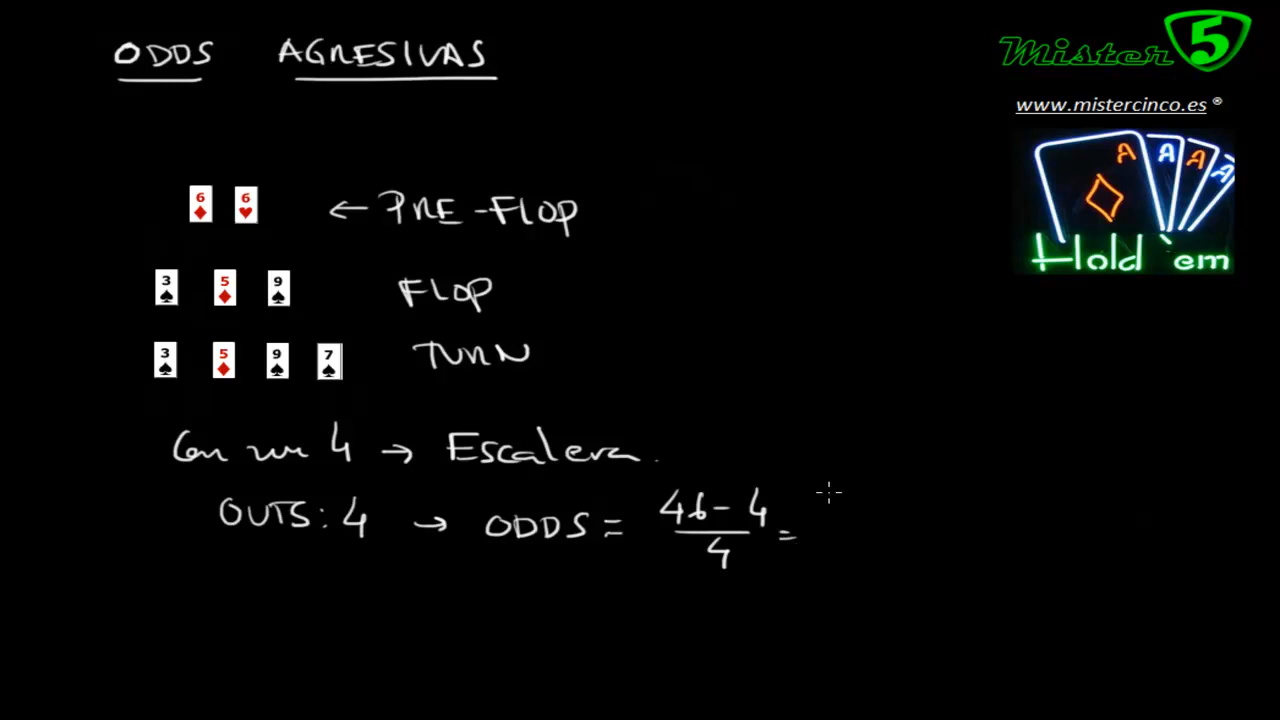 ODDS AGRESIVAS
Mister 5
www.mistercinco.es ®
A A A A
Hold'em
6 6 ← PRE-FLOP
3 5 9 FLOP
3 5 9 7 TURN
Con un 4 → Escalera.
OUTS: 4 → ODDS = 46 - 4 / 4 =